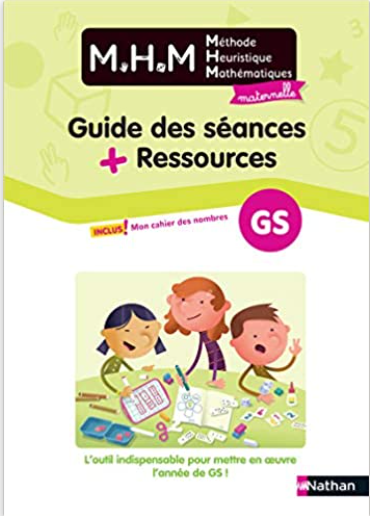 M.H.M
Méthode
Heuristique
Mathématiques
maternelle
Guide des séances
+ Ressources
INCLUS! Mon cahier des nombres
GS
L'outil indispensable pour mettre en œuvre
l'année de GS !
Nathan